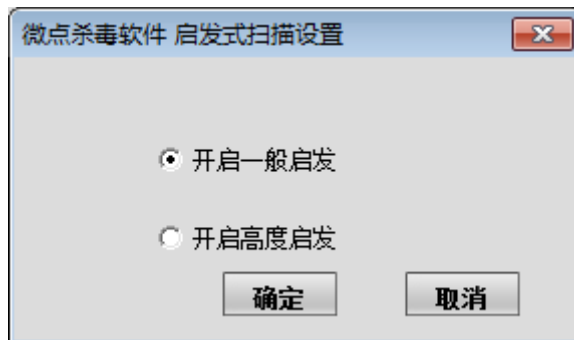 微点杀毒软件 启发式扫描设置
开启一般启发
开启高度启发
确定 取消